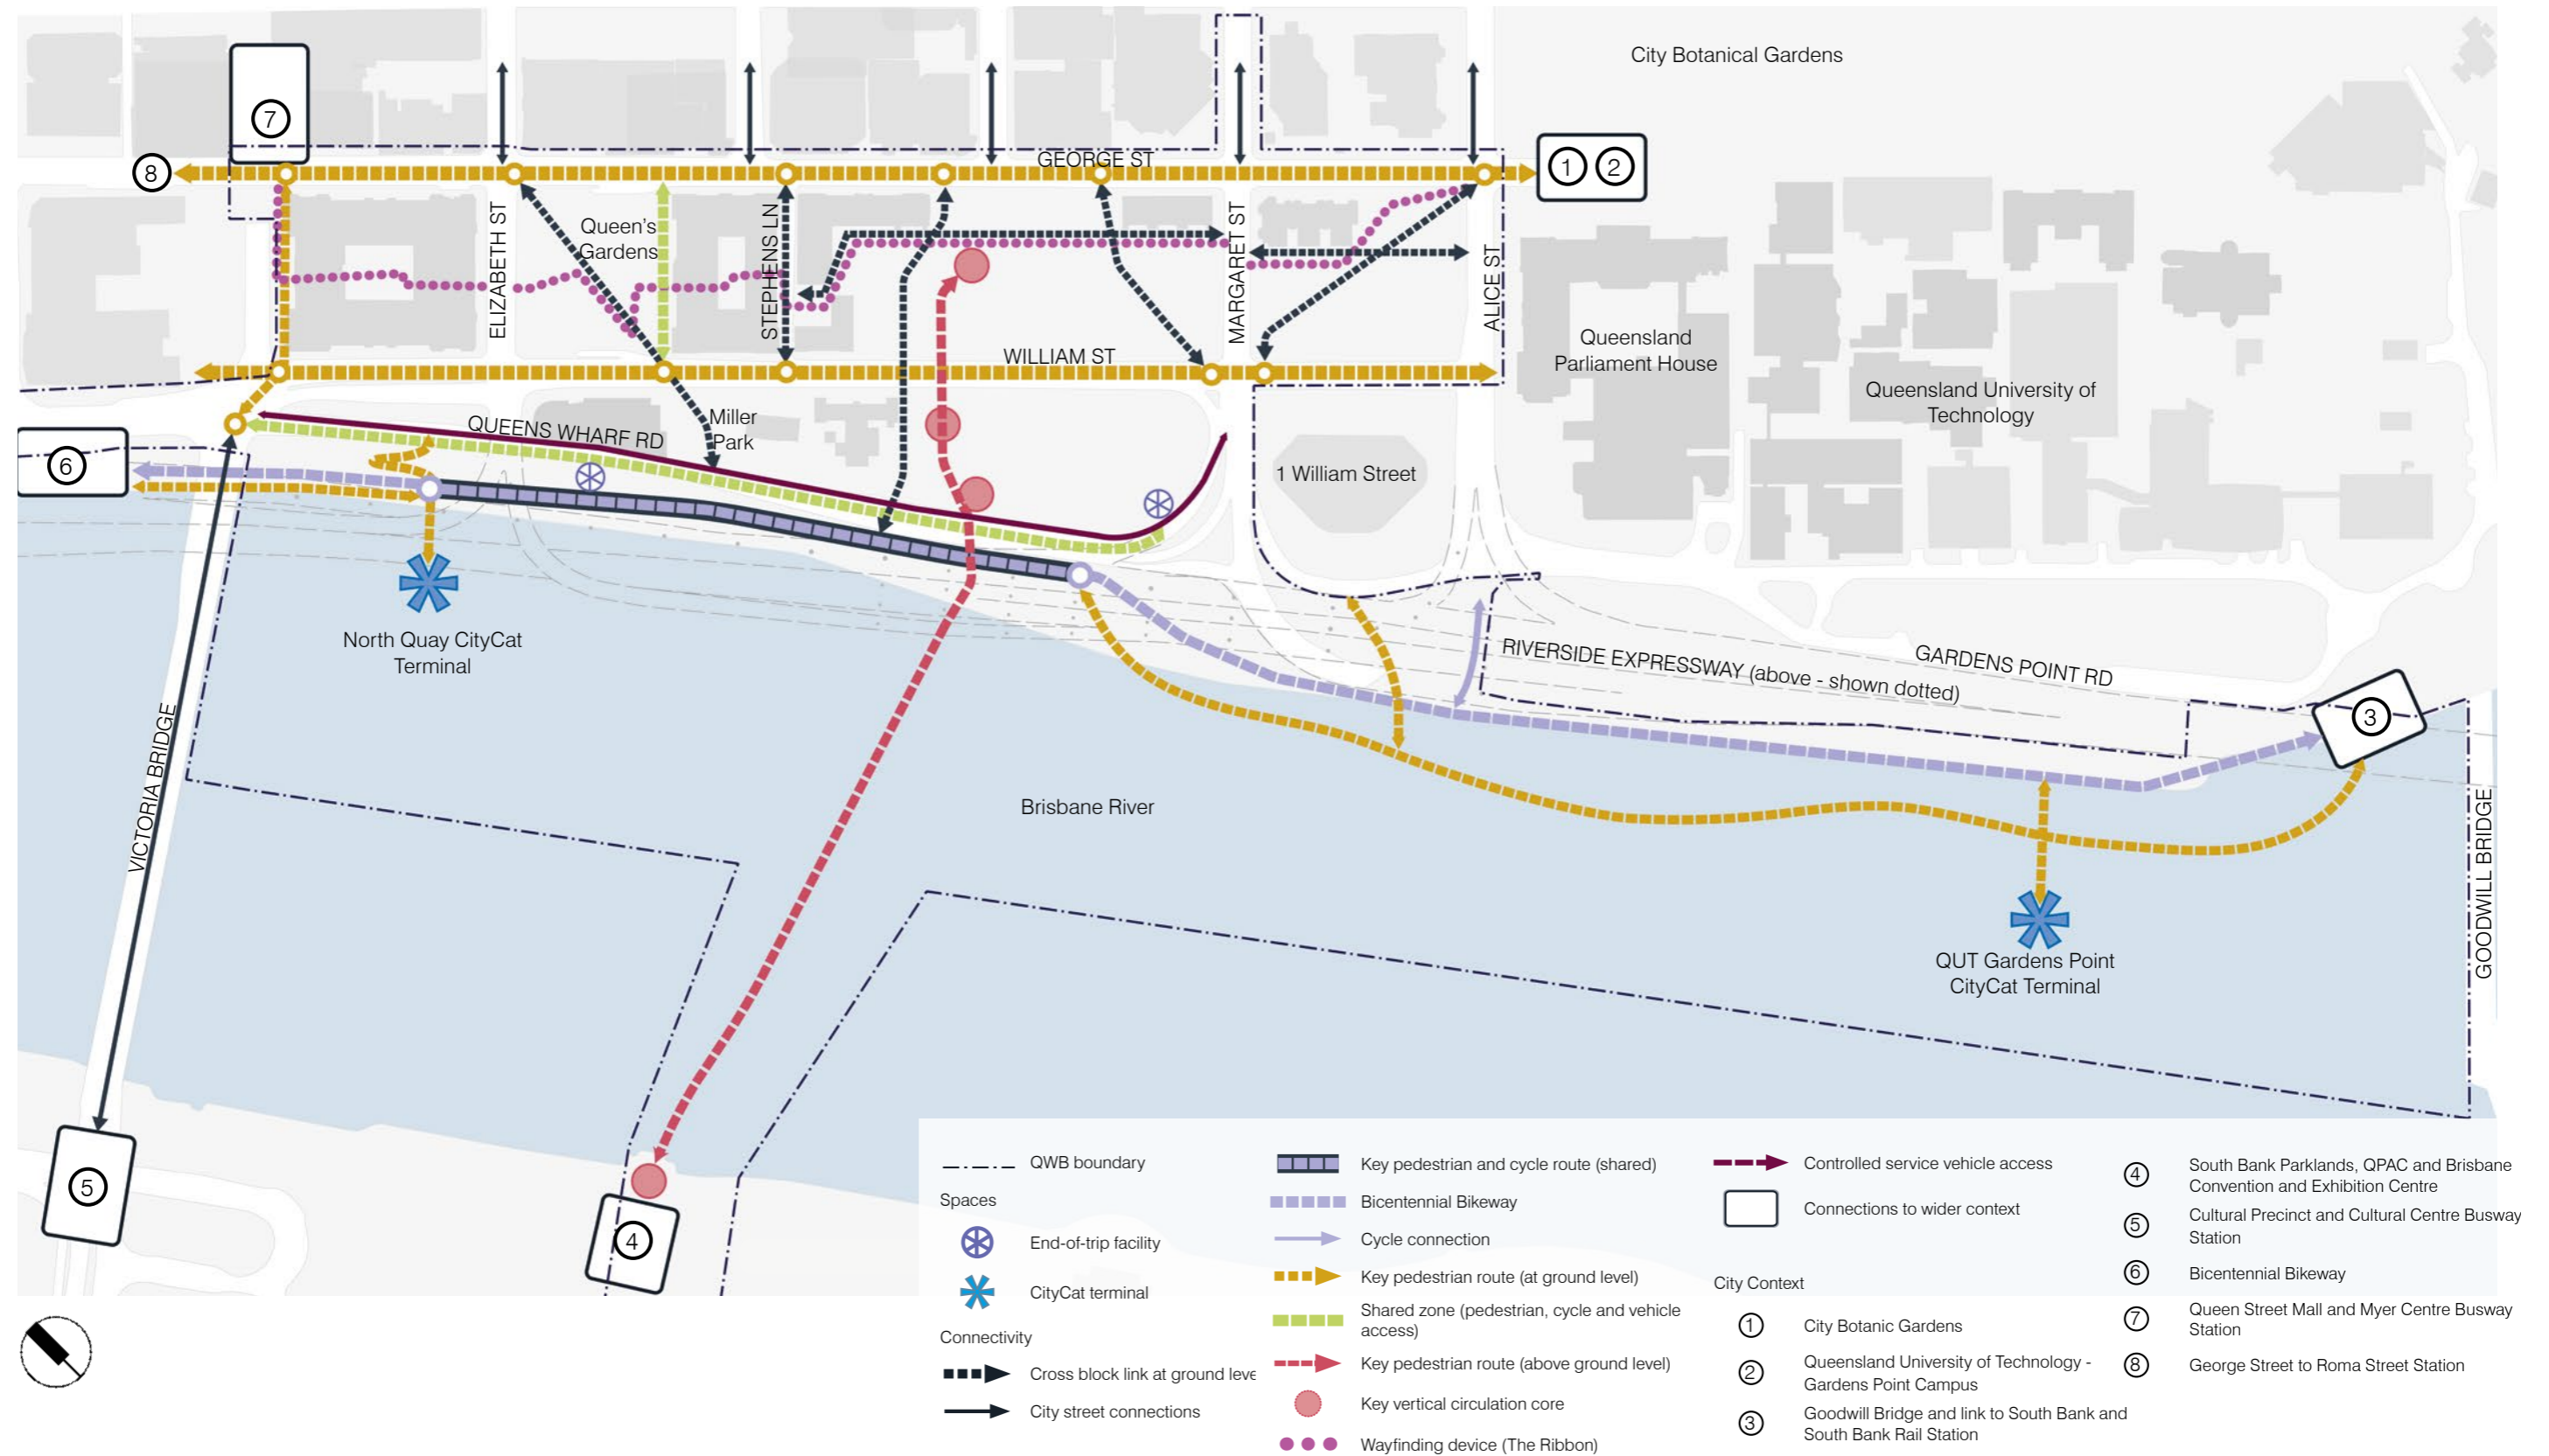 City Botanical Gardens
7
8
GEORGE ST
1 2
ELIZABETH ST
Queen's
Gardens
STEPHENS LN
MARGARET ST
ALICE ST
WILLIAM ST
Queensland
Parliament House
Queensland University of
Technology
QUEENS WHARF RD
Miller
Park
6
1 William Street
North Quay CityCat
Terminal
RIVERSIDE EXPRESSWAY (above - shown dotted)
GARDENS POINT RD
3
VICTORIA BRIDGE
Brisbane River
GOODWILL BRIDGE
QUT Gardens Point
CityCat Terminal
5
4
QWB boundary
Spaces
End-of-trip facility
CityCat terminal
Connectivity
Cross block link at ground leve
City street connections
Key pedestrian and cycle route (shared)
Bicentennial Bikeway
Cycle connection
Key pedestrian route (at ground level)
Shared zone (pedestrian, cycle and vehicle
access)
Key pedestrian route (above ground level)
Key vertical circulation core
Wayfinding device (The Ribbon)
Controlled service vehicle access
Connections to wider context
City Context
1 City Botanic Gardens
2 Queensland University of Technology -
Gardens Point Campus
3 Goodwill Bridge and link to South Bank and
South Bank Rail Station
4 South Bank Parklands, QPAC and Brisbane
Convention and Exhibition Centre
5 Cultural Precinct and Cultural Centre Busway
Station
6 Bicentennial Bikeway
7 Queen Street Mall and Myer Centre Busway
Station
8 George Street to Roma Street Station